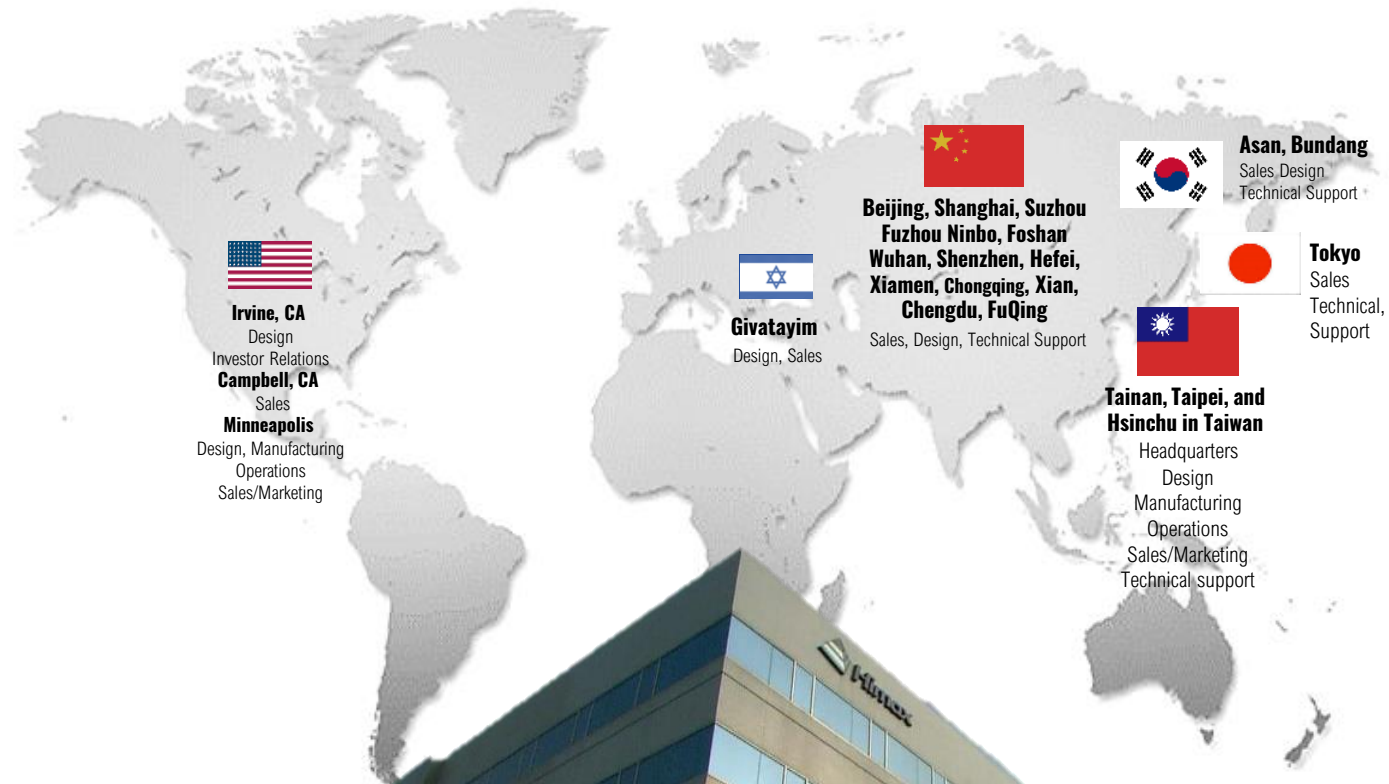 Irvine, CA
Design
Investor Relations
Campbell, CA
Sales
Minneapolis
Design, Manufacturing
Operations
Sales/Marketing
Givatayim
Design, Sales
Beijing, Shanghai, Suzhou
Fuzhou Ninbo, Foshan
Wuhan, Shenzhen, Hefei,
Xiamen, Chongqing, Xian,
Chengdu, FuQing
Sales, Design, Technical Support
Asan, Bundang
Sales Design
Technical Support
Tokyo
Sales
Technical,
Support
Tainan, Taipei, and
Hsinchu in Taiwan
Headquarters
Design
Manufacturing
Operations
Sales/Marketing
Technical support
Himax